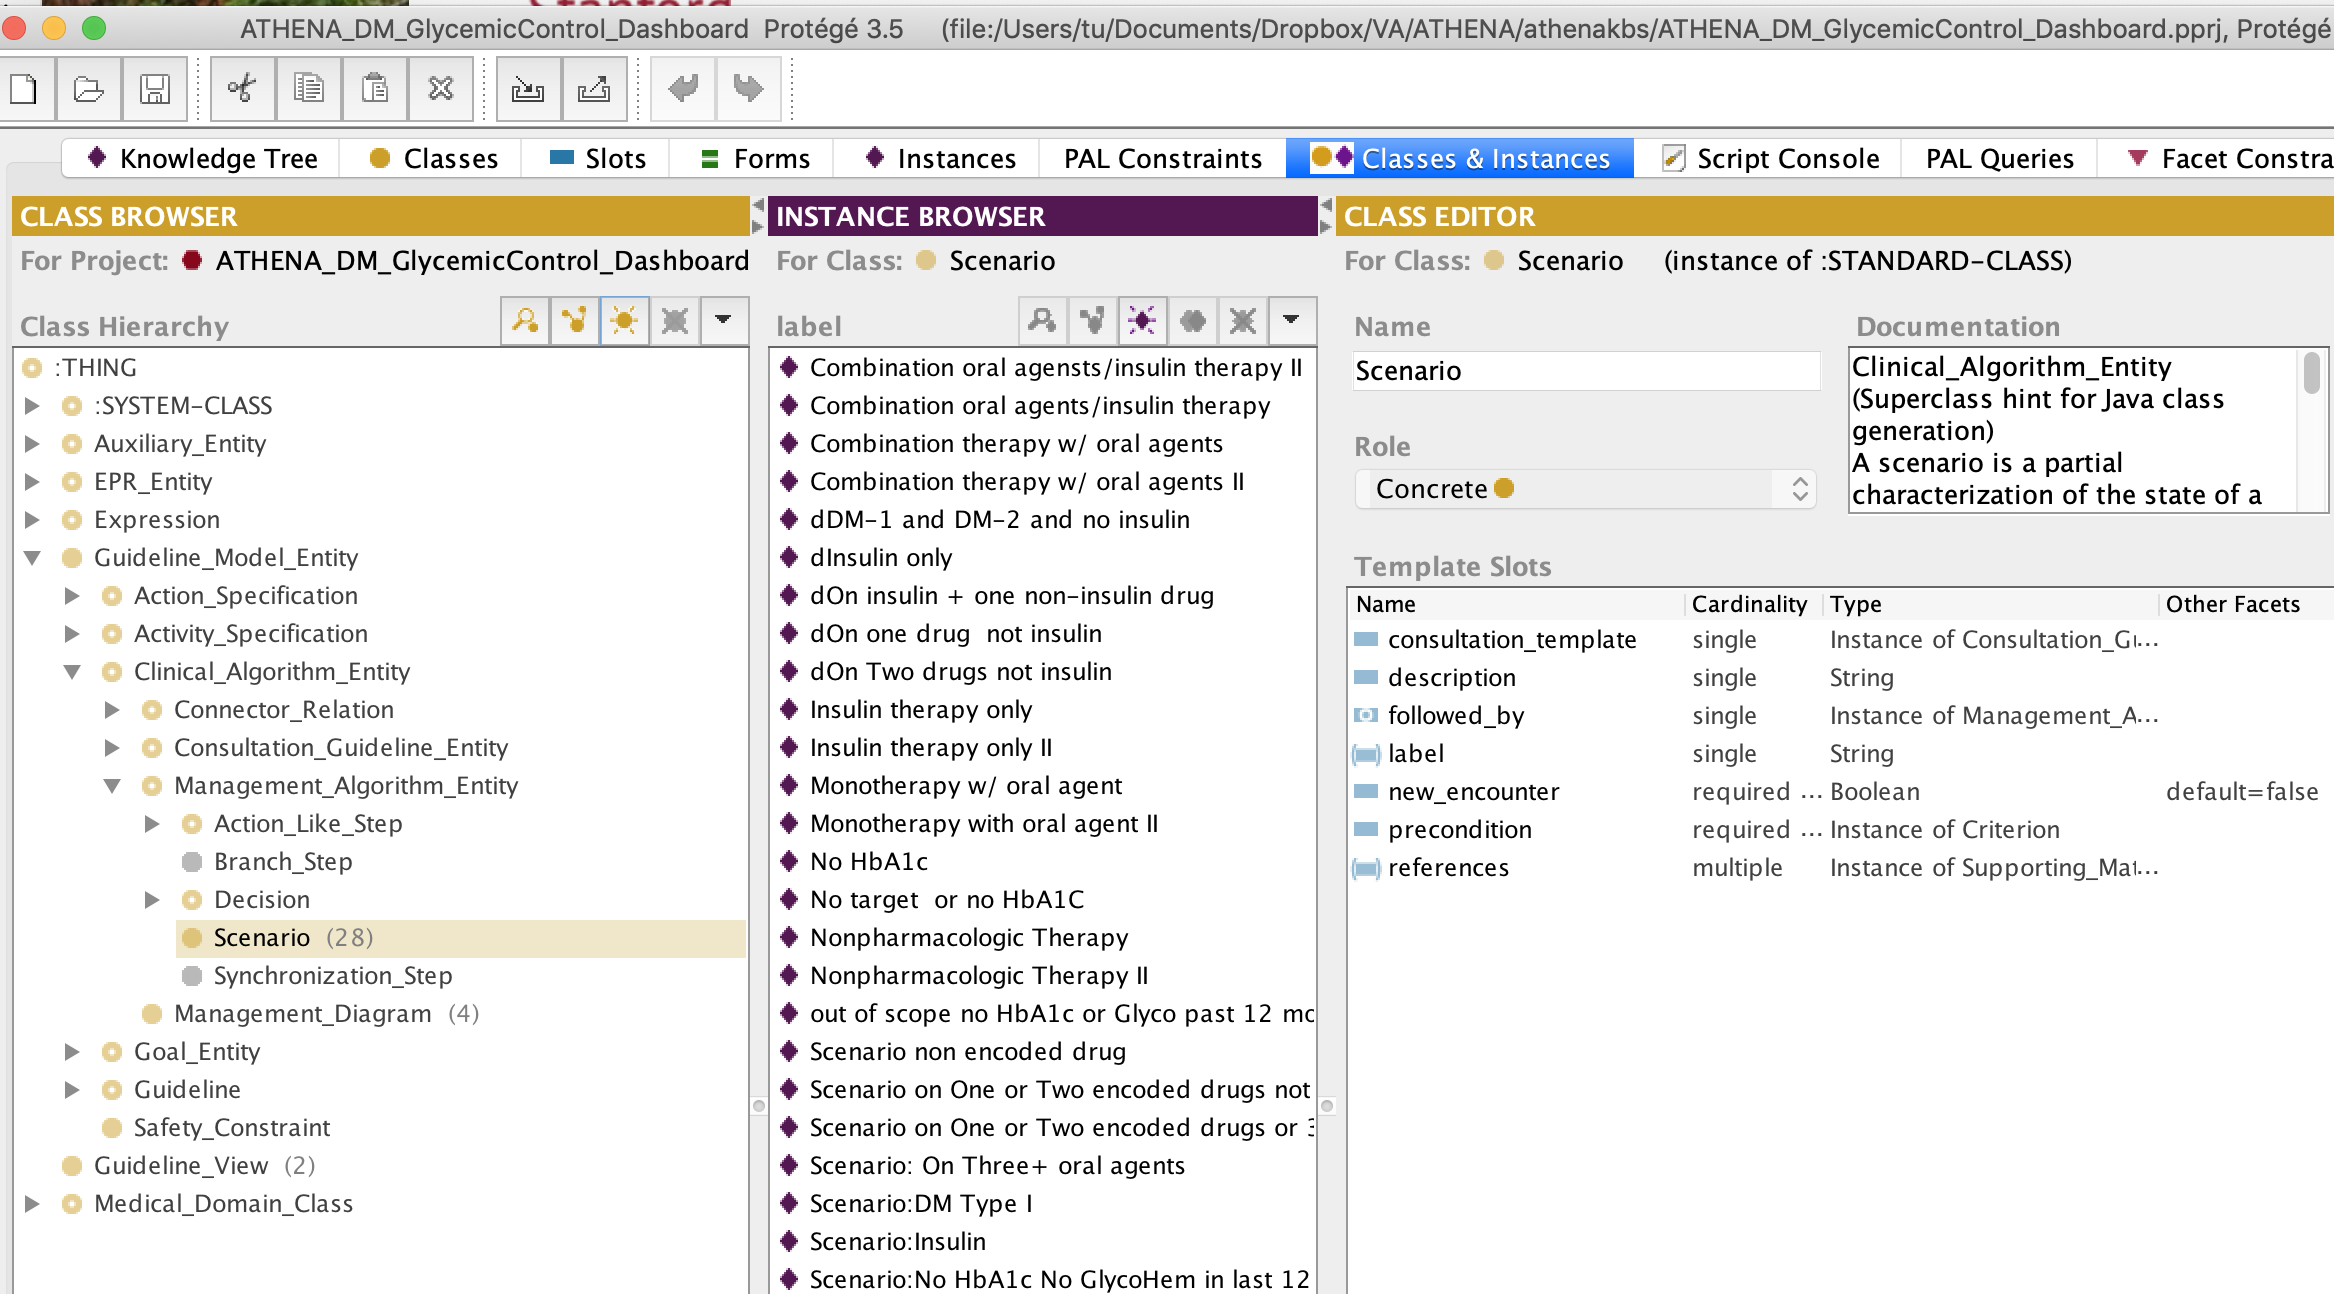 ATHENA_DM_GlycemicControl_Dashboard  Protégé 3.5     (file:/Users/tu/Documents/Dropbox/VA/ATHENA/athenakbs/ATHENA_DM_GlycemicControl_Dashboard.pprj, Protégé
Knowledge Tree  Classes  Slots  Forms  Instances  PAL Constraints  Classes & Instances  Script Console  PAL Queries  Facet Constra
CLASS BROWSER
For Project: ATHENA_DM_GlycemicControl_Dashboard
Class Hierarchy
:THING
:SYSTEM-CLASS
Auxiliary_Entity
EPR_Entity
Expression
Guideline_Model_Entity
Action_Specification
Activity_Specification
Clinical_Algorithm_Entity
Connector_Relation
Consultation_Guideline_Entity
Management_Algorithm_Entity
Action_Like_Step
Branch_Step
Decision
Scenario (28)
Synchronization_Step
Management_Diagram (4)
Goal_Entity
Guideline
Safety_Constraint
Guideline_View (2)
Medical_Domain_Class
INSTANCE BROWSER
For Class: Scenario
label
Combination oral agensts/insulin therapy II
Combination oral agents/insulin therapy
Combination therapy w/ oral agents
Combination therapy w/ oral agents II
dDM-1 and DM-2 and no insulin
dInsulin only
dOn insulin + one non-insulin drug
dOn one drug  not insulin
dOn Two drugs not insulin
Insulin therapy only
Insulin therapy only II
Monotherapy w/ oral agent
Monotherapy with oral agent II
No HbA1c
No target  or no HbA1C
Nonpharmacologic Therapy
Nonpharmacologic Therapy II
out of scope no HbA1c or Glyco past 12 mo
Scenario non encoded drug
Scenario on One or Two encoded drugs not
Scenario on One or Two encoded drugs or 3
Scenario: On Three+ oral agents
Scenario:DM Type I
Scenario:Insulin
Scenario:No HbA1c No GlycoHem in last 12
CLASS EDITOR
For Class: Scenario (instance of :STANDARD-CLASS)
Name
Scenario
Role
Concrete
Documentation
Clinical_Algorithm_Entity
(Superclass hint for Java class
generation)
A scenario is a partial
characterization of the state of a
Template Slots
Name  Cardinality  Type  Other Facets
consultation_template  single  Instance of Consultation_Gu...
description  single  String
followed_by  single  Instance of Management_A...
label  single  String
new_encounter  required ...  Boolean  default=false
precondition  required ...  Instance of Criterion
references  multiple  Instance of Supporting_Mat...